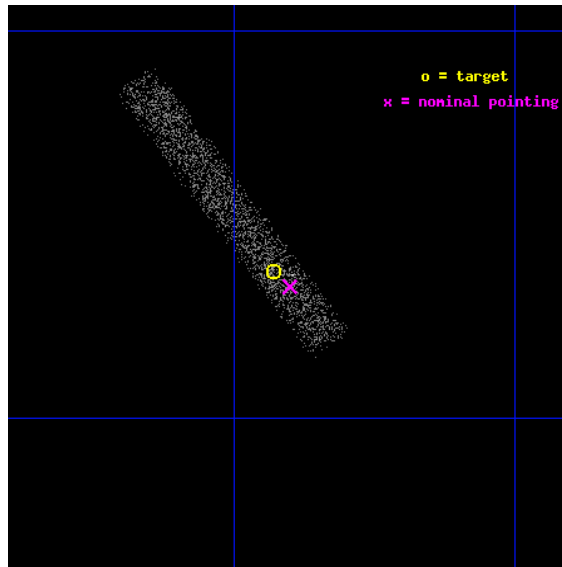 o = target
x = nominal pointing